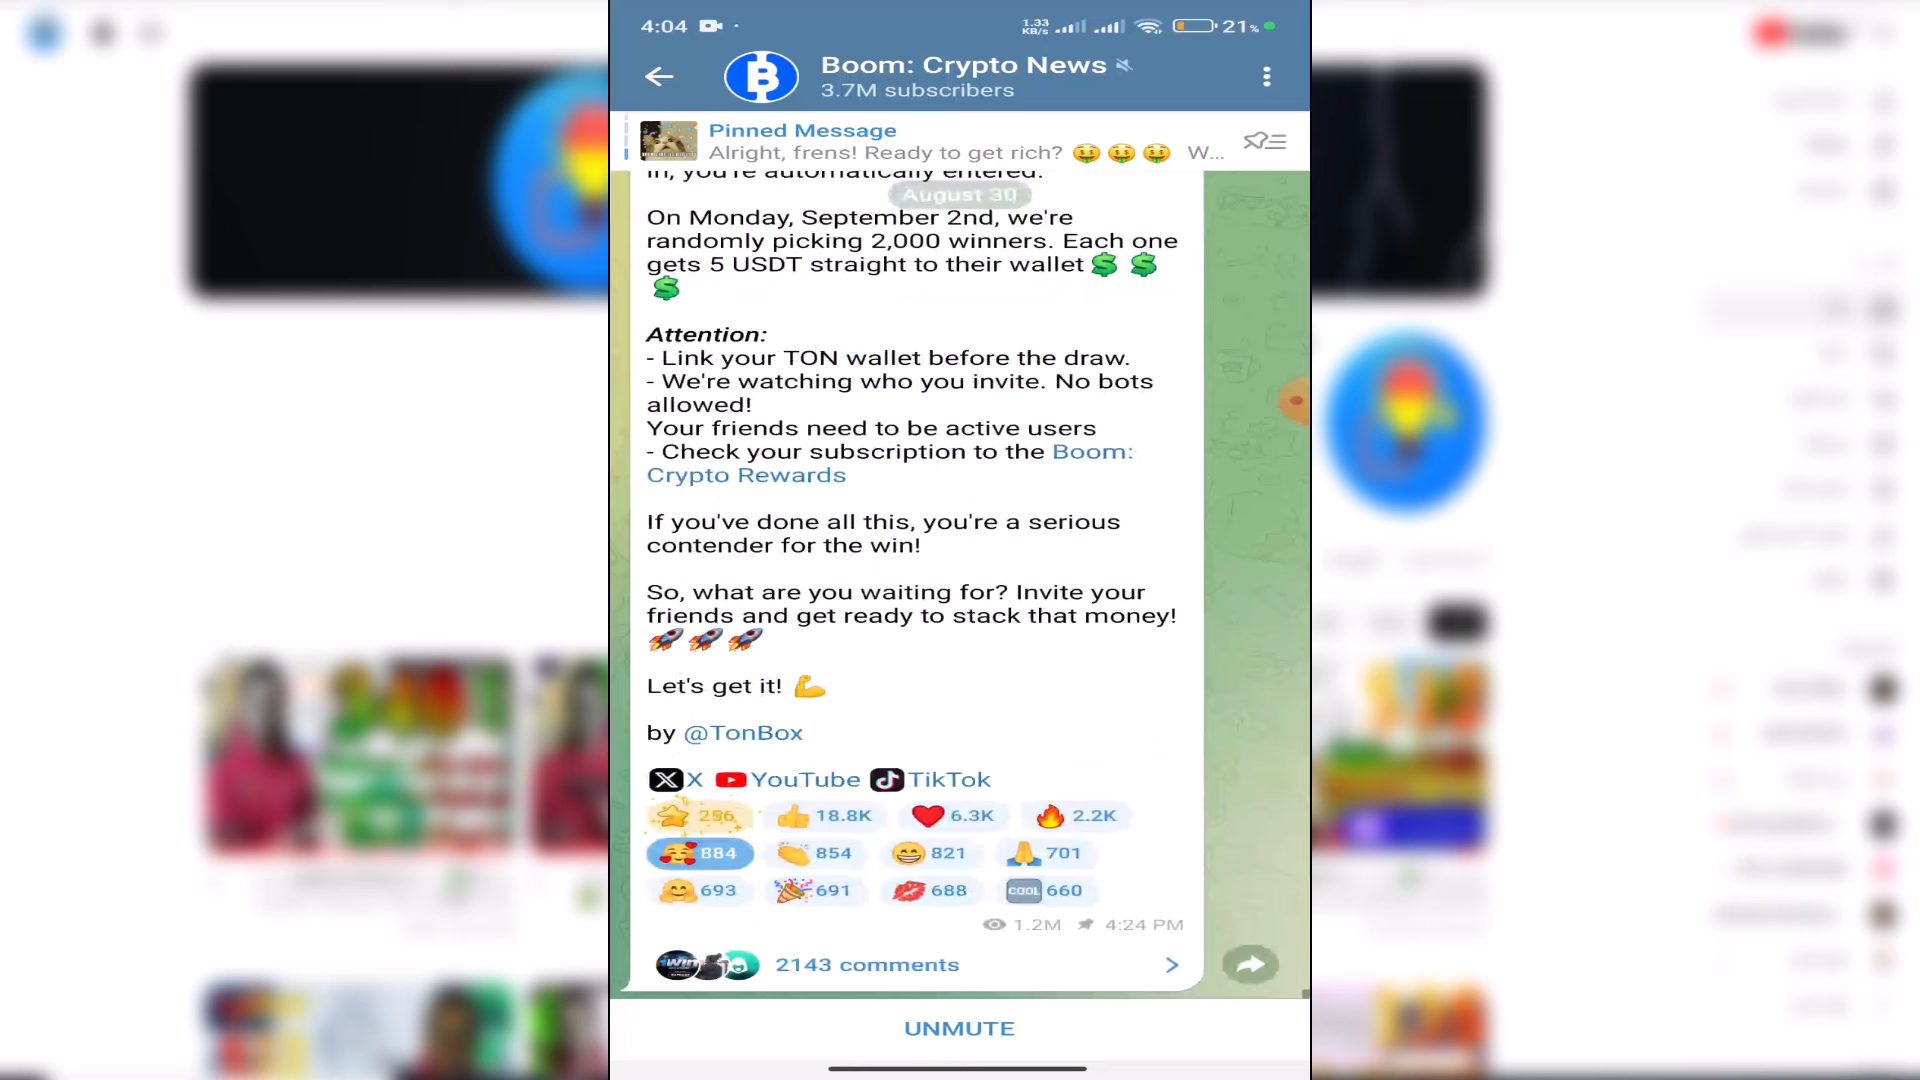 4:04
1.33
KB/s
21%
Boom: Crypto News
3.7M subscribers
Pinned Message
Alright, frens! Ready to get rich? 🤑 🤑 🤑 W...
in, you're automatically entered.
August 30
On Monday, September 2nd, we're
randomly picking 2,000 winners. Each one
gets 5 USDT straight to their wallet 💲 💲
💲
Attention:
- Link your TON wallet before the draw.
- We're watching who you invite. No bots
allowed!
Your friends need to be active users
- Check your subscription to the Boom:
Crypto Rewards
If you've done all this, you're a serious
contender for the win!
So, what are you waiting for? Invite your
friends and get ready to stack that money!
🚀 🚀 🚀
Let's get it! 💪
by @TonBox
X YouTube TikTok
256 18.8K 6.3K 2.2K
884 854 821 701
693 691 688 COOL 660
1.2M 4:24 PM
1WIN
2143 comments
UNMUTE